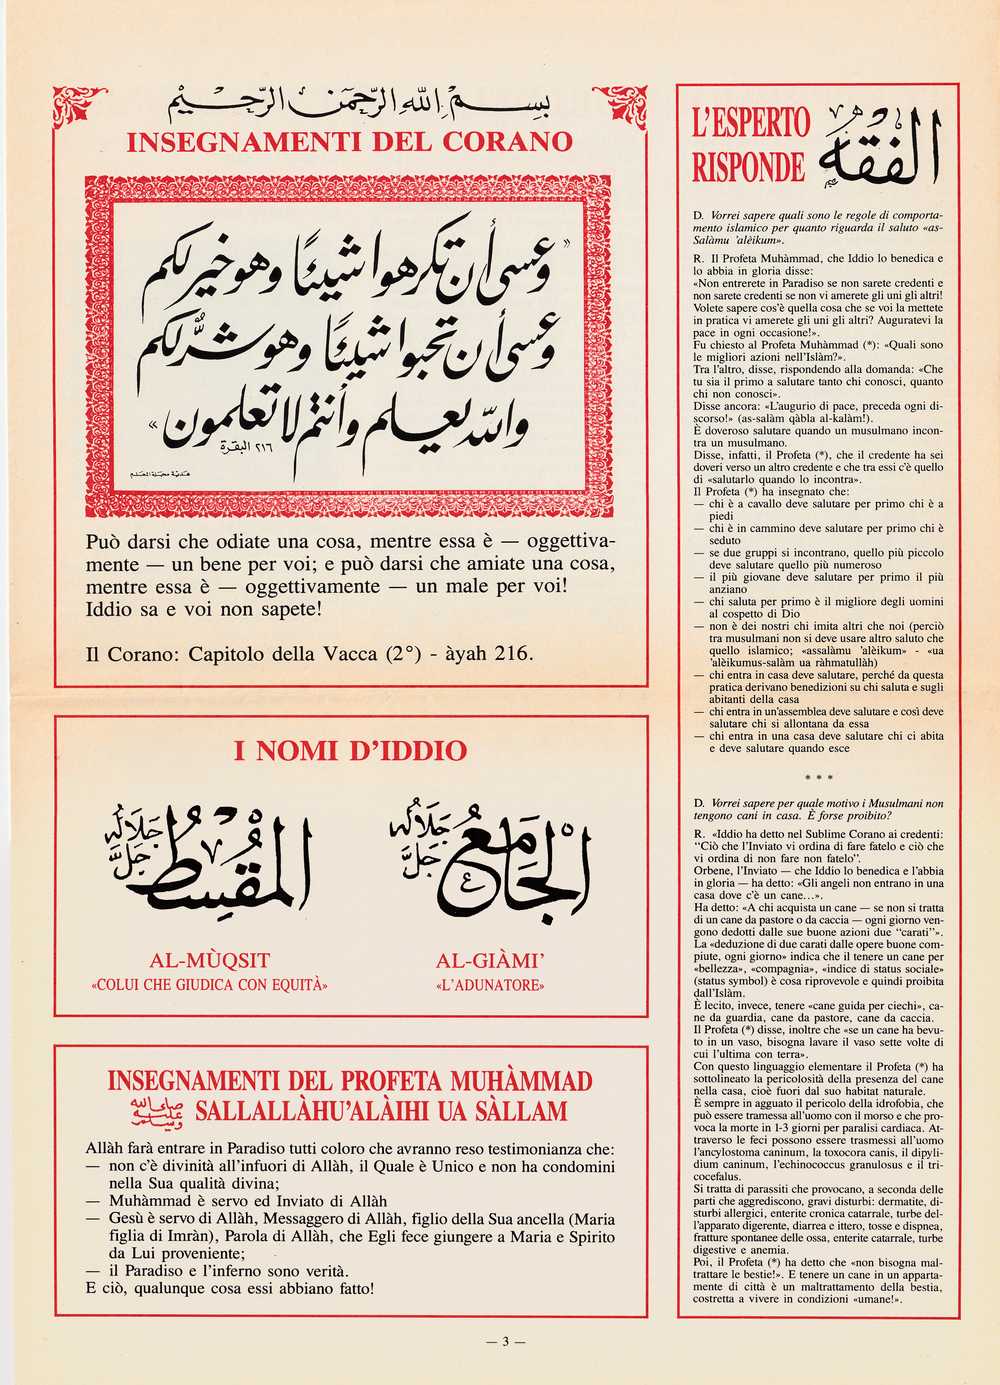 بسم الله الرحمن الرحيم
INSEGNAMENTI DEL CORANO
« وعسى أن تكرهوا شيئا وهو خير لكم
وعسى أن تحبوا شيئا وهو شر لكم
والله يعلم وأنتم لا تعلمون »
٢١٦ البقرة
هدية مجلة المعلم
Può darsi che odiate una cosa, mentre essa è — oggettiva-
mente — un bene per voi; e può darsi che amiate una cosa,
mentre essa è — oggettivamente — un male per voi!
Iddio sa e voi non sapete!
Il Corano: Capitolo della Vacca (2°) - àyah 216.
I NOMI D'IDDIO
المُقْسِطُ جَلَّ جَلَالُه
الجَامِعُ جَلَّ جَلَالُه
AL-MÙQSIT
«COLUI CHE GIUDICA CON EQUITÀ»
AL-GIÀMI'
«L'ADUNATORE»
INSEGNAMENTI DEL PROFETA MUHÀMMAD
صلى الله عليه وسلم SALLALLÀHU'ALÀIHI UA SÀLLAM
Allàh farà entrare in Paradiso tutti coloro che avranno reso testimonianza che:
— non c'è divinità all'infuori di Allàh, il Quale è Unico e non ha condomini
nella Sua qualità divina;
— Muhàmmad è servo ed Inviato di Allàh
— Gesù è servo di Allàh, Messaggero di Allàh, figlio della Sua ancella (Maria
figlia di Imràn), Parola di Allàh, che Egli fece giungere a Maria e Spirito
da Lui proveniente;
— il Paradiso e l'inferno sono verità.
E ciò, qualunque cosa essi abbiano fatto!
L'ESPERTO
RISPONDE
الفقه
D. Vorrei sapere quali sono le regole di comporta-
mento islamico per quanto riguarda il saluto «as-
Salàmu 'alèikum».
R. Il Profeta Muhàmmad, che Iddio lo benedica e
lo abbia in gloria disse:
«Non entrerete in Paradiso se non sarete credenti e
non sarete credenti se non vi amerete gli uni gli altri!
Volete sapere cos'è quella cosa che se voi la mettete
in pratica vi amerete gli uni gli altri? Auguratevi la
pace in ogni occasione!».
Fu chiesto al Profeta Muhàmmad (*): «Quali sono
le migliori azioni nell'Islàm?».
Tra l'altro, disse, rispondendo alla domanda: «Che
tu sia il primo a salutare tanto chi conosci, quanto
chi non conosci».
Disse ancora: «L'augurio di pace, preceda ogni di-
scorso!» (as-salàm qàbla al-kalàm!).
È doveroso salutare quando un musulmano incon-
tra un musulmano.
Disse, infatti, il Profeta (*), che il credente ha sei
doveri verso un altro credente e che tra essi c'è quello
di «salutarlo quando lo incontra».
Il Profeta (*) ha insegnato che:
— chi è a cavallo deve salutare per primo chi è a
piedi
— chi è in cammino deve salutare per primo chi è
seduto
— se due gruppi si incontrano, quello più piccolo
deve salutare quello più numeroso
— il più giovane deve salutare per primo il più
anziano
— chi saluta per primo è il migliore degli uomini
al cospetto di Dio
— non è dei nostri chi imita altri che noi (perciò
tra musulmani non si deve usare altro saluto che
quello islamico; «assalàmu 'alèikum» - «ua
'alèikumus-salàm ua ràhmatullàh)
— chi entra in casa deve salutare, perché da questa
pratica derivano benedizioni su chi saluta e sugli
abitanti della casa
— chi entra in un'assemblea deve salutare e così deve
salutare chi si allontana da essa
— chi entra in una casa deve salutare chi ci abita
e deve salutare quando esce
* * *
D. Vorrei sapere per quale motivo i Musulmani non
tengono cani in casa. È forse proibito?
R. «Iddio ha detto nel Sublime Corano ai credenti:
“Ciò che l'Inviato vi ordina di fare fatelo e ciò che
vi ordina di non fare non fatelo”.
Orbene, l'Inviato — che Iddio lo benedica e l'abbia
in gloria — ha detto: «Gli angeli non entrano in una
casa dove c'è un cane...».
Ha detto: «A chi acquista un cane — se non si tratta
di un cane da pastore o da caccia — ogni giorno ven-
gono dedotti dalle sue buone azioni due “carati”».
La «deduzione di due carati dalle opere buone com-
piute, ogni giorno» indica che il tenere un cane per
«bellezza», «compagnia», «indice di status sociale»
(status symbol) è cosa riprovevole e quindi proibita
dall'Islàm.
È lecito, invece, tenere «cane guida per ciechi», ca-
ne da guardia, cane da pastore, cane da caccia.
Il Profeta (*) disse, inoltre che «se un cane ha bevu-
to in un vaso, bisogna lavare il vaso sette volte di
cui l'ultima con terra».
Con questo linguaggio elementare il Profeta (*) ha
sottolineato la pericolosità della presenza del cane
nella casa, cioè fuori dal suo habitat naturale.
È sempre in agguato il pericolo della idrofobia, che
può essere tramessa all'uomo con il morso e che pro-
voca la morte in 1-3 giorni per paralisi cardiaca. At-
traverso le feci possono essere trasmessi all'uomo
l'ancylostoma caninum, la toxocara canis, il dipyli-
dium caninum, l'echinococcus granulosus e il tri-
cocefalus.
Si tratta di parassiti che provocano, a seconda delle
parti che aggrediscono, gravi disturbi: dermatite, di-
sturbi allergici, enterite cronica catarrale, turbe del-
l'apparato digerente, diarrea e ittero, tosse e dispnea,
fratture spontanee delle ossa, enterite catarrale, turbe
digestive e anemia.
Poi, il Profeta (*) ha detto che «non bisogna mal-
trattare le bestie!». E tenere un cane in un apparta-
mento di città è un maltrattamento della bestia,
costretta a vivere in condizioni «umane!».
— 3 —